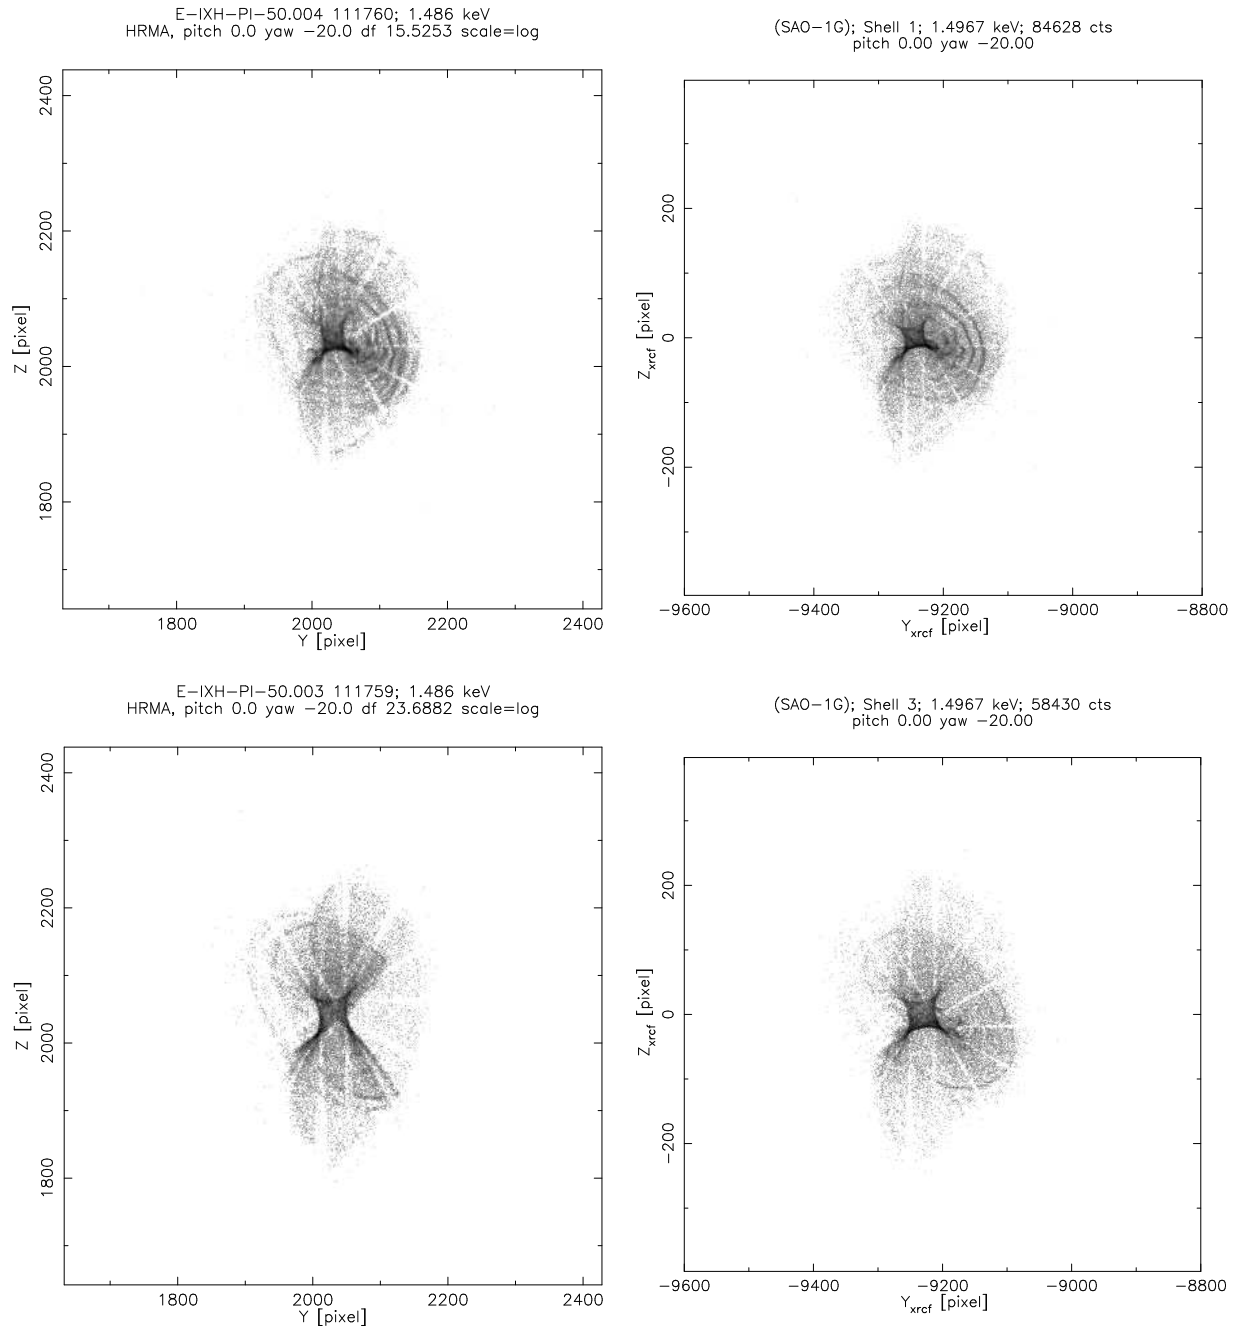 E-IXH-PI-50.004 111760; 1.486 keV
HRMA, pitch 0.0 yaw -20.0 df 15.5253 scale=log
2400
2200
2000
1800
Z [pixel]
1800 2000 2200 2400
Y [pixel]
(SAO-1G); Shell 1; 1.4967 keV; 84628 cts
pitch 0.00 yaw -20.00
200
0
-200
Zxrcf [pixel]
-9600 -9400 -9200 -9000 -8800
Yxrcf [pixel]
E-IXH-PI-50.003 111759; 1.486 keV
HRMA, pitch 0.0 yaw -20.0 df 23.6882 scale=log
2400
2200
2000
1800
Z [pixel]
1800 2000 2200 2400
Y [pixel]
(SAO-1G); Shell 3; 1.4967 keV; 58430 cts
pitch 0.00 yaw -20.00
200
0
-200
Zxrcf [pixel]
-9600 -9400 -9200 -9000 -8800
Yxrcf [pixel]